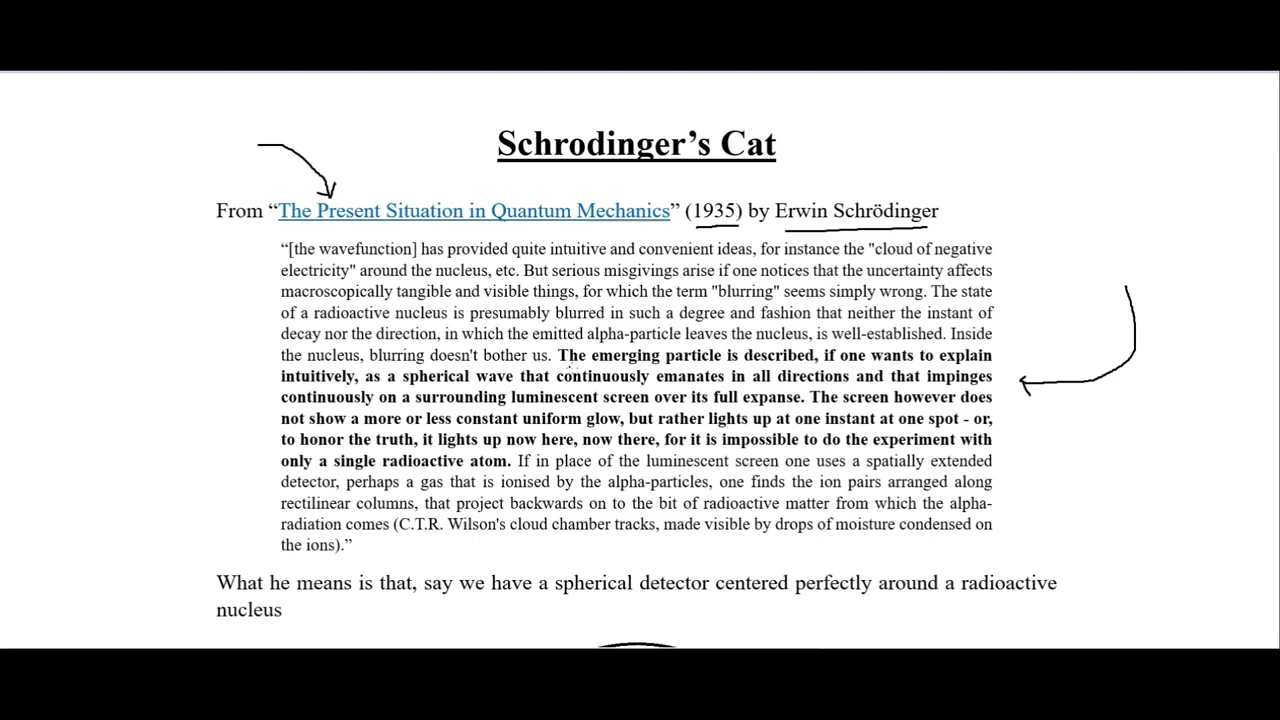 Schrodinger’s Cat
From “The Present Situation in Quantum Mechanics” (1935) by Erwin Schrödinger
“[the wavefunction] has provided quite intuitive and convenient ideas, for instance the "cloud of negative
electricity" around the nucleus, etc. But serious misgivings arise if one notices that the uncertainty affects
macroscopically tangible and visible things, for which the term "blurring" seems simply wrong. The state
of a radioactive nucleus is presumably blurred in such a degree and fashion that neither the instant of
decay nor the direction, in which the emitted alpha-particle leaves the nucleus, is well-established. Inside
the nucleus, blurring doesn't bother us. The emerging particle is described, if one wants to explain
intuitively, as a spherical wave that continuously emanates in all directions and that impinges
continuously on a surrounding luminescent screen over its full expanse. The screen however does
not show a more or less constant uniform glow, but rather lights up at one instant at one spot - or,
to honor the truth, it lights up now here, now there, for it is impossible to do the experiment with
only a single radioactive atom. If in place of the luminescent screen one uses a spatially extended
detector, perhaps a gas that is ionised by the alpha-particles, one finds the ion pairs arranged along
rectilinear columns, that project backwards on to the bit of radioactive matter from which the alpha-
radiation comes (C.T.R. Wilson's cloud chamber tracks, made visible by drops of moisture condensed on
the ions).”
What he means is that, say we have a spherical detector centered perfectly around a radioactive
nucleus